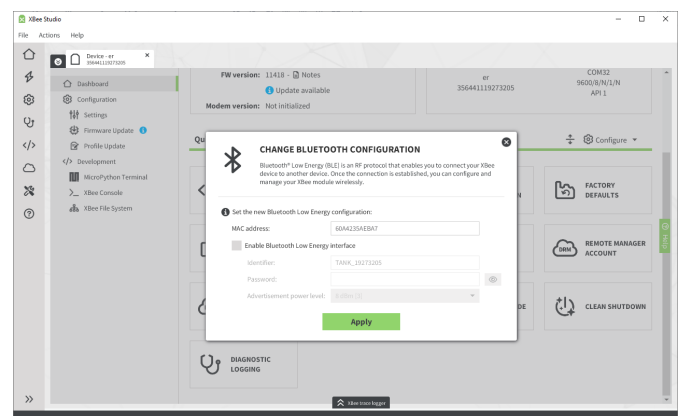 XBee Studio
File Actions Help
Device - er
356441119273205
Dashboard
Configuration
Settings
Firmware Update
Profile Update
Development
MicroPython Terminal
XBee Console
XBee File System
FW version: 11418 - Notes
Update available
Modem version: Not initialized
er
356441119273205
COM32
9600/8/N/1/N
API 1
Qu
Configure
CHANGE BLUETOOTH CONFIGURATION
Bluetooth® Low Energy (BLE) is an RF protocol that enables you to connect your XBee
device to another device. Once the connection is established, you can configure and
manage your XBee module wirelessly.
Set the new Bluetooth Low Energy configuration:
MAC address: 60A4235AEBA7
Enable Bluetooth Low Energy interface
Identifier: TANK_19273205
Password:
Advertisement power level:
Apply
N
FACTORY
DEFAULTS
DRM
REMOTE MANAGER
ACCOUNT
DE
CLEAN SHUTDOWN
DIAGNOSTIC
LOGGING
Help
XBee trace logger